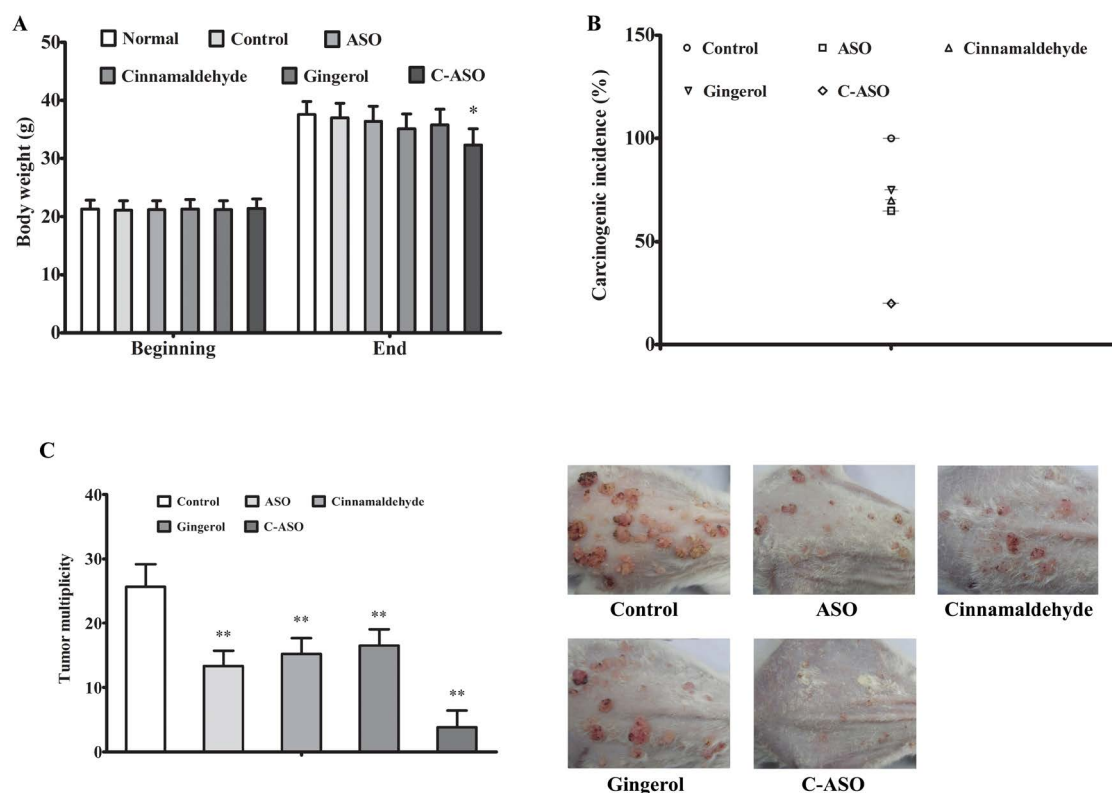 A
Normal Control ASO
Cinnamaldehyde Gingerol C-ASO
Body weight (g)
50
40
30
20
10
0
*
Beginning End
B
Control ASO Cinnamaldehyde
Gingerol C-ASO
Carcinogenic incidence (%)
150
100
50
0
C
Control ASO Cinnamaldehyde
Gingerol C-ASO
Tumor multiplicity
40
30
20
10
0
** ** ** **
Control ASO Cinnamaldehyde
Gingerol C-ASO